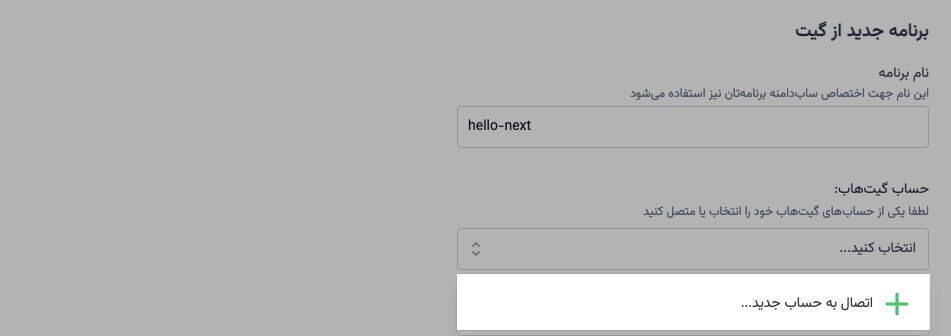 برنامه جدید از گیت
نام برنامه
این نام جهت اختصاص ساب‌دامنه برنامه‌تان نیز استفاده می‌شود
hello-next
حساب گیت‌هاب:
لطفا یکی از حساب‌های گیت‌هاب خود را انتخاب یا متصل کنید
انتخاب کنید...
اتصال به حساب جدید...